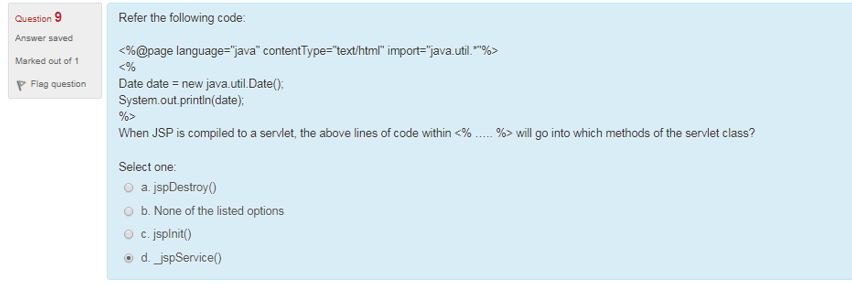 Question 9
Answer saved
Marked out of 1
Flag question
Refer the following code:
<%@page language="java" contentType="text/html" import="java.util.*"%>
<%
Date date = new java.util.Date();
System.out.println(date);
%>
When JSP is compiled to a servlet, the above lines of code within <% ..... %> will go into which methods of the servlet class?
Select one:
a. jspDestroy()
b. None of the listed options
c. jspInit()
d. _jspService()